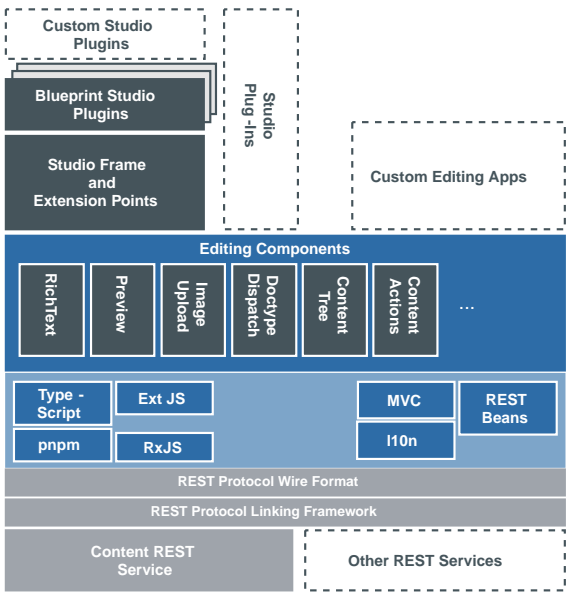 Custom Studio
Plugins
Blueprint Studio
Plugins
Studio Frame
and
Extension Points
Studio
Plug-Ins
Custom Editing Apps
Editing Components
RichText
Preview
Image
Upload
Doctype
Dispatch
Content
Tree
Content
Actions
...
Type -
Script
Ext JS
pnpm
RxJS
MVC
l10n
REST
Beans
REST Protocol Wire Format
REST Protocol Linking Framework
Content REST
Service
Other REST Services